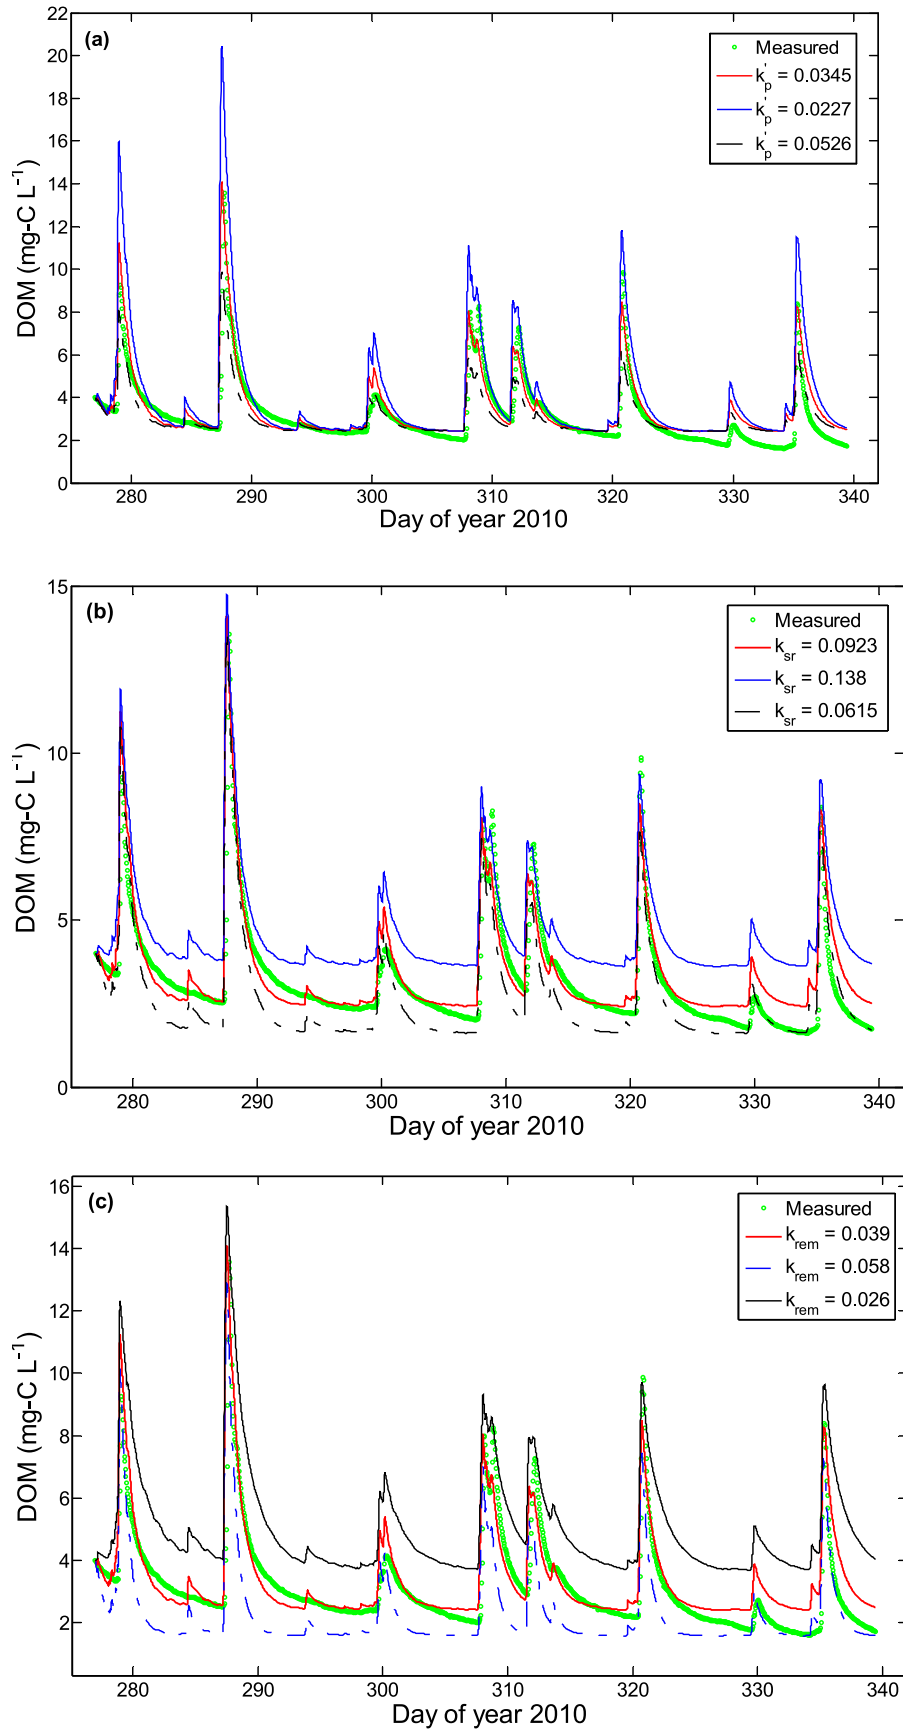 22
(a)
Measured
20
k'p = 0.0345
k'p = 0.0227
18
k'p = 0.0526
16
14
12
10
8
6
4
2
0
DOM (mg-C L⁻¹)
280 290 300 310 320 330 340
Day of year 2010
15
(b)
Measured
ksr = 0.0923
ksr = 0.138
ksr = 0.0615
10
5
0
DOM (mg-C L⁻¹)
280 290 300 310 320 330 340
Day of year 2010
16
(c)
Measured
krem = 0.039
krem = 0.058
krem = 0.026
14
12
10
8
6
4
2
DOM (mg-C L⁻¹)
280 290 300 310 320 330 340
Day of year 2010